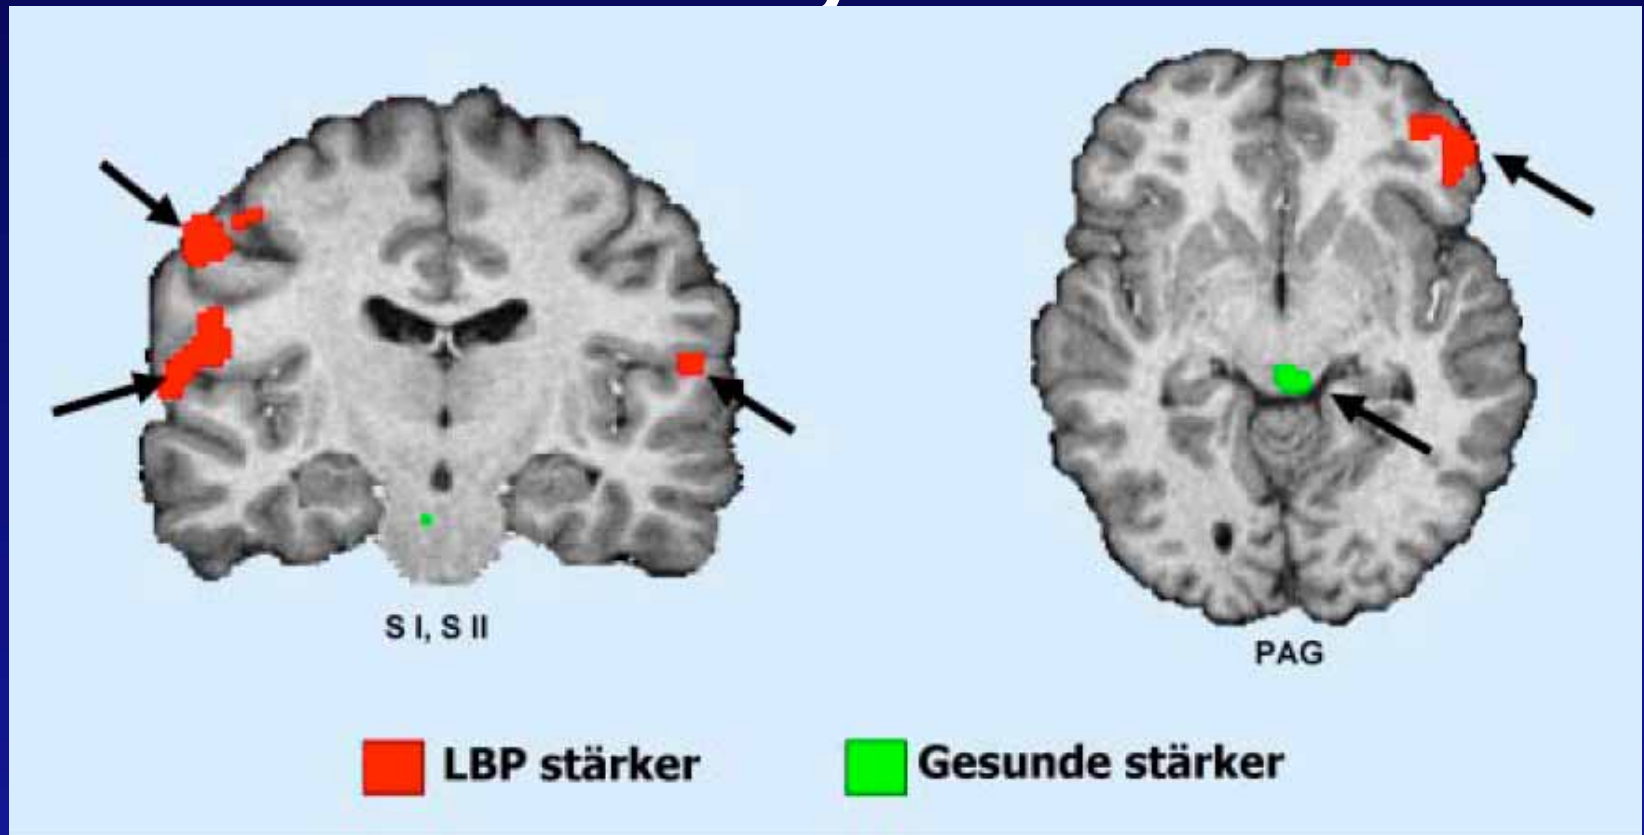 S I, S II
PAG
LBP stärker
Gesunde stärker